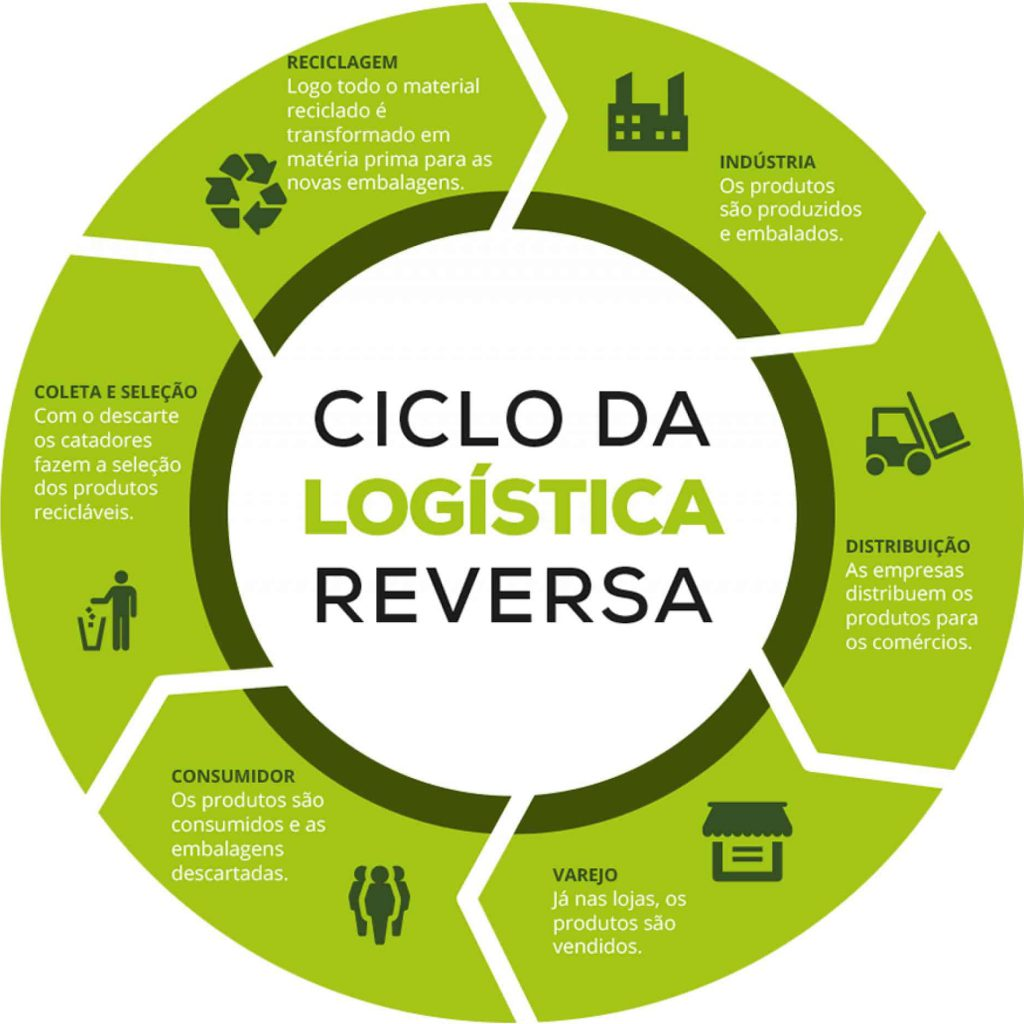 CICLO DA
LOGÍSTICA
REVERSA
INDÚSTRIA
Os produtos
são produzidos
e embalados.
DISTRIBUIÇÃO
As empresas
distribuem os
produtos para
os comércios.
VAREJO
Já nas lojas, os
produtos são
vendidos.
CONSUMIDOR
Os produtos são
consumidos e as
embalagens
descartadas.
COLETA E SELEÇÃO
Com o descarte
os catadores
fazem a seleção
dos produtos
recicláveis.
RECICLAGEM
Logo todo o material
reciclado é
transformado em
matéria prima para as
novas embalagens.